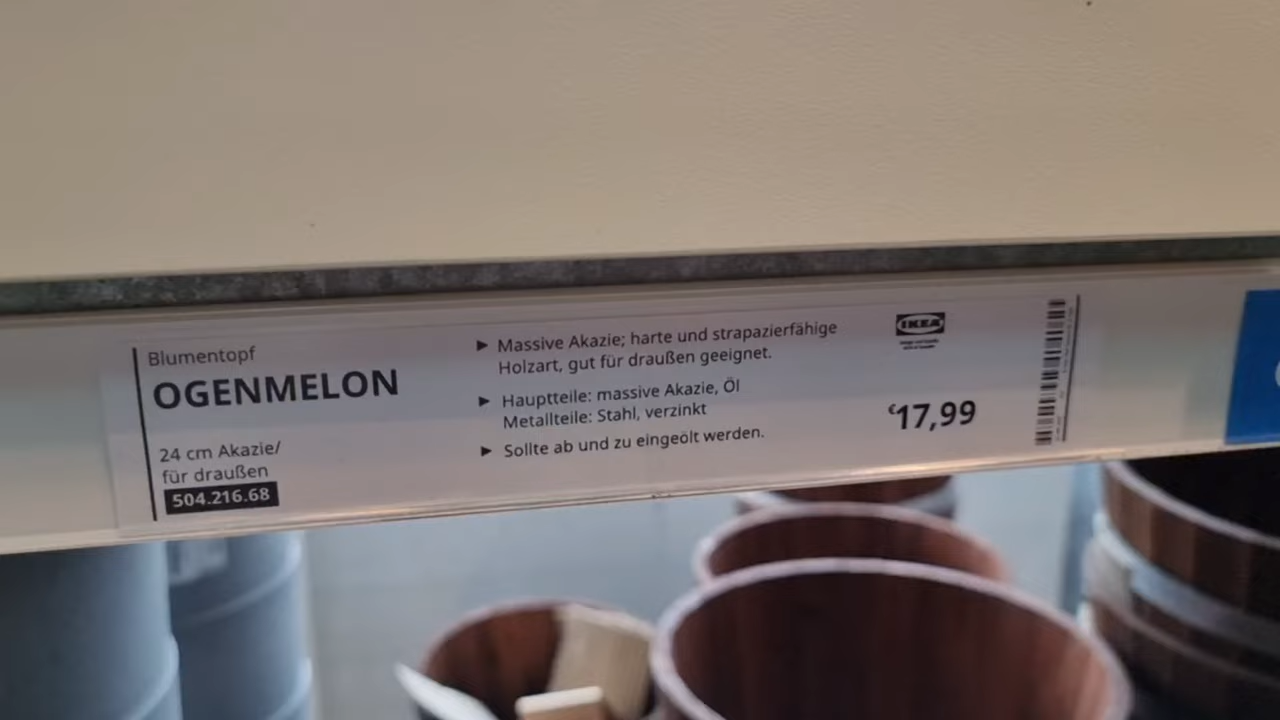 Blumentopf
OGENMELON
24 cm Akazie/
für draußen
504.216.68
► Massive Akazie; harte und strapazierfähige
Holzart, gut für draußen geeignet.
► Hauptteile: massive Akazie, Öl
Metallteile: Stahl, verzinkt
► Sollte ab und zu eingeölt werden.
IKEA
€17,99